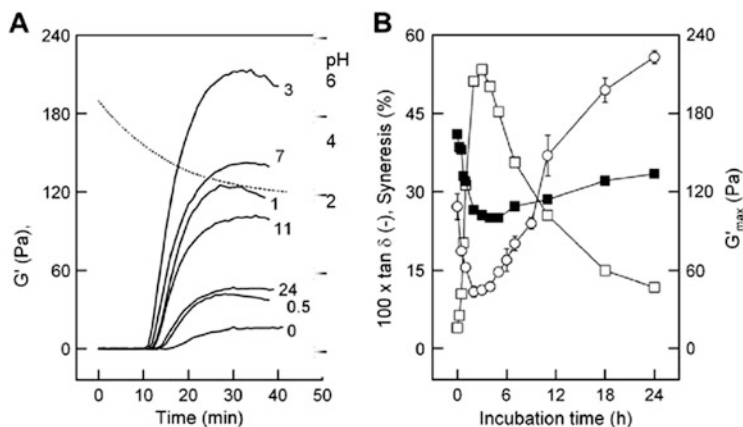 A
G' (Pa),
240
180
120
60
0
0 10 20 30 40 50
Time (min)
pH
6
4
2
3
7
1
11
24
0.5
0
B
100 x tan δ (-), Syneresis (%)
60
45
30
15
0
0 6 12 18 24
Incubation time (h)
240
180
120
60
0
G'max (Pa)